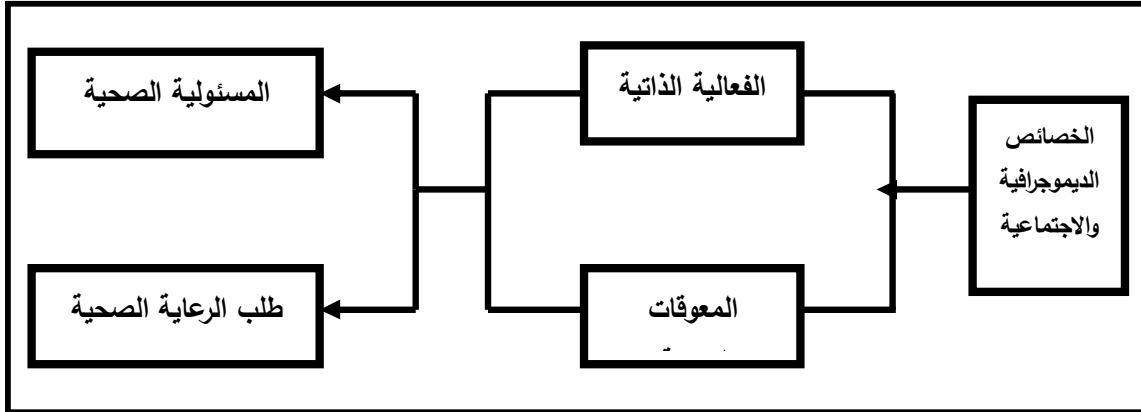 الخصائص
الديموجرافية
والاجتماعية
الفعالية الذاتية
المعوقات
المسئولية الصحية
طلب الرعاية الصحية